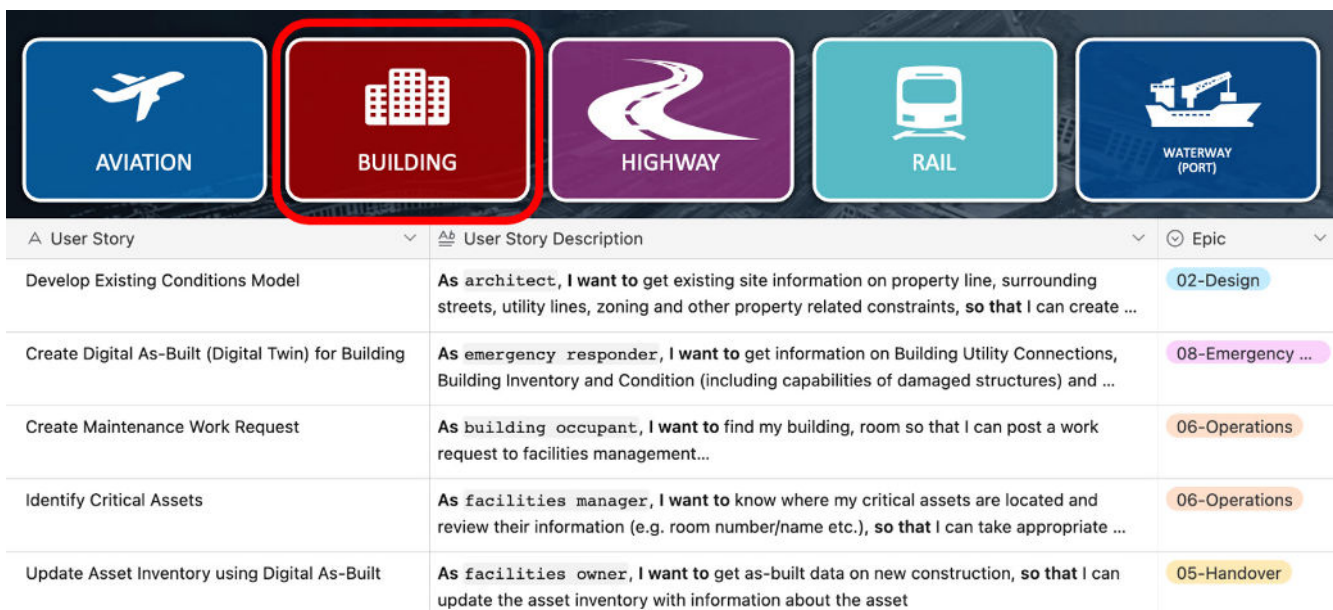 AVIATION
BUILDING
HIGHWAY
RAIL
WATERWAY
(PORT)
User Story
User Story Description
Epic
Develop Existing Conditions Model
As architect, I want to get existing site information on property line, surrounding
streets, utility lines, zoning and other property related constraints, so that I can create ...
02-Design
Create Digital As-Built (Digital Twin) for Building
As emergency responder, I want to get information on Building Utility Connections,
Building Inventory and Condition (including capabilities of damaged structures) and ...
08-Emergency ...
Create Maintenance Work Request
As building occupant, I want to find my building, room so that I can post a work
request to facilities management...
06-Operations
Identify Critical Assets
As facilities manager, I want to know where my critical assets are located and
review their information (e.g. room number/name etc.), so that I can take appropriate ...
06-Operations
Update Asset Inventory using Digital As-Built
As facilities owner, I want to get as-built data on new construction, so that I can
update the asset inventory with information about the asset
05-Handover